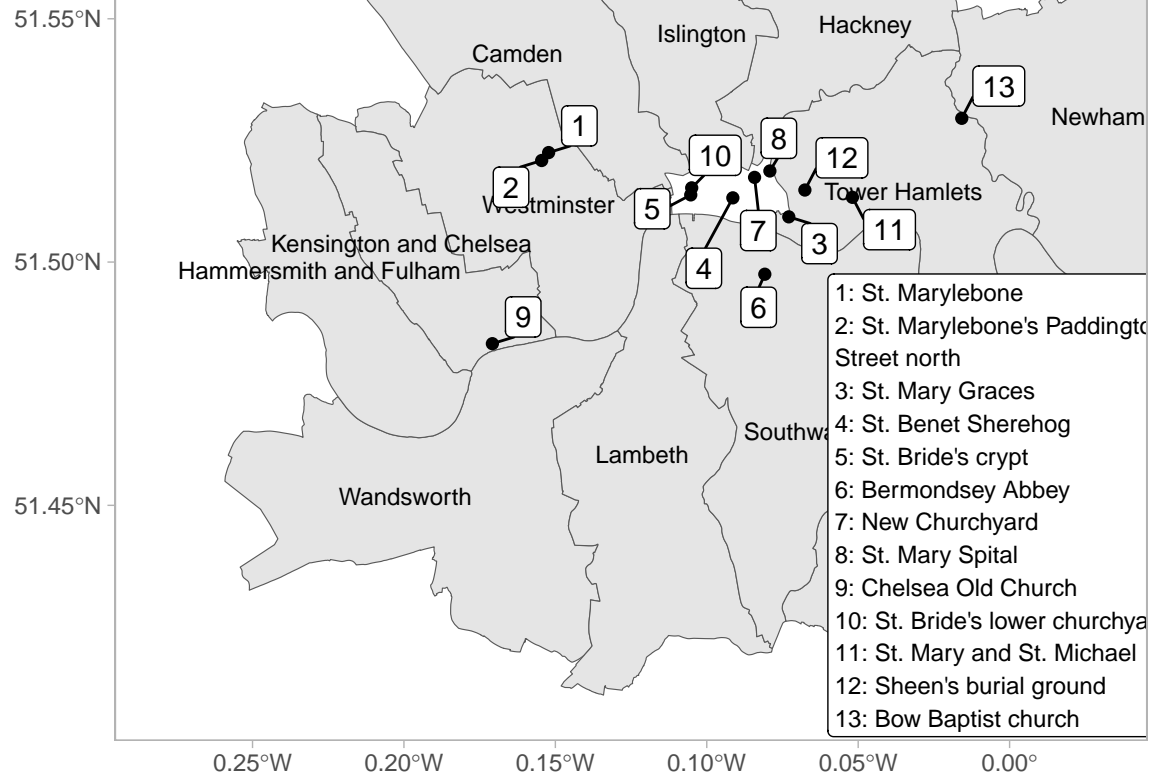 51.55°N
Hackney
Islington
Camden
13
1
Newham
8
10
12
2
Tower Hamlets
5
Westminster
7
11
3
Kensington and Chelsea
51.50°N
Hammersmith and Fulham
4
6
9
1: St. Marylebone
2: St. Marylebone's Paddingto
Street north
3: St. Mary Graces
4: St. Benet Sherehog
5: St. Bride's crypt
6: Bermondsey Abbey
7: New Churchyard
8: St. Mary Spital
9: Chelsea Old Church
10: St. Bride's lower churchya
11: St. Mary and St. Michael
12: Sheen's burial ground
13: Bow Baptist church
Southwa
Lambeth
Wandsworth
51.45°N
0.25°W
0.20°W
0.15°W
0.10°W
0.05°W
0.00°